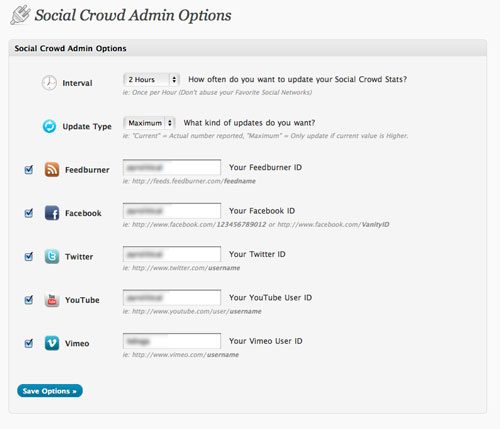 Social Crowd Admin Options
Social Crowd Admin Options
Interval 2 Hours How often do you want to update your Social Crowd Stats?
ie: Once per Hour (Don't abuse your Favorite Social Networks)
Update Type Maximum What kind of updates do you want?
ie: "Current" = Actual number reported, "Maximum" = Only update if current value is Higher.
Feedburner Your Feedburner ID
ie: http://feeds.feedburner.com/feedname
Facebook Your Facebook ID
ie: http://www.facebook.com/123456789012 or http://www.facebook.com/VanityID
Twitter Your Twitter ID
ie: http://www.twitter.com/username
YouTube Your YouTube User ID
ie: http://www.youtube.com/user/username
Vimeo Your Vimeo User ID
ie: http://www.vimeo.com/username
Save Options »